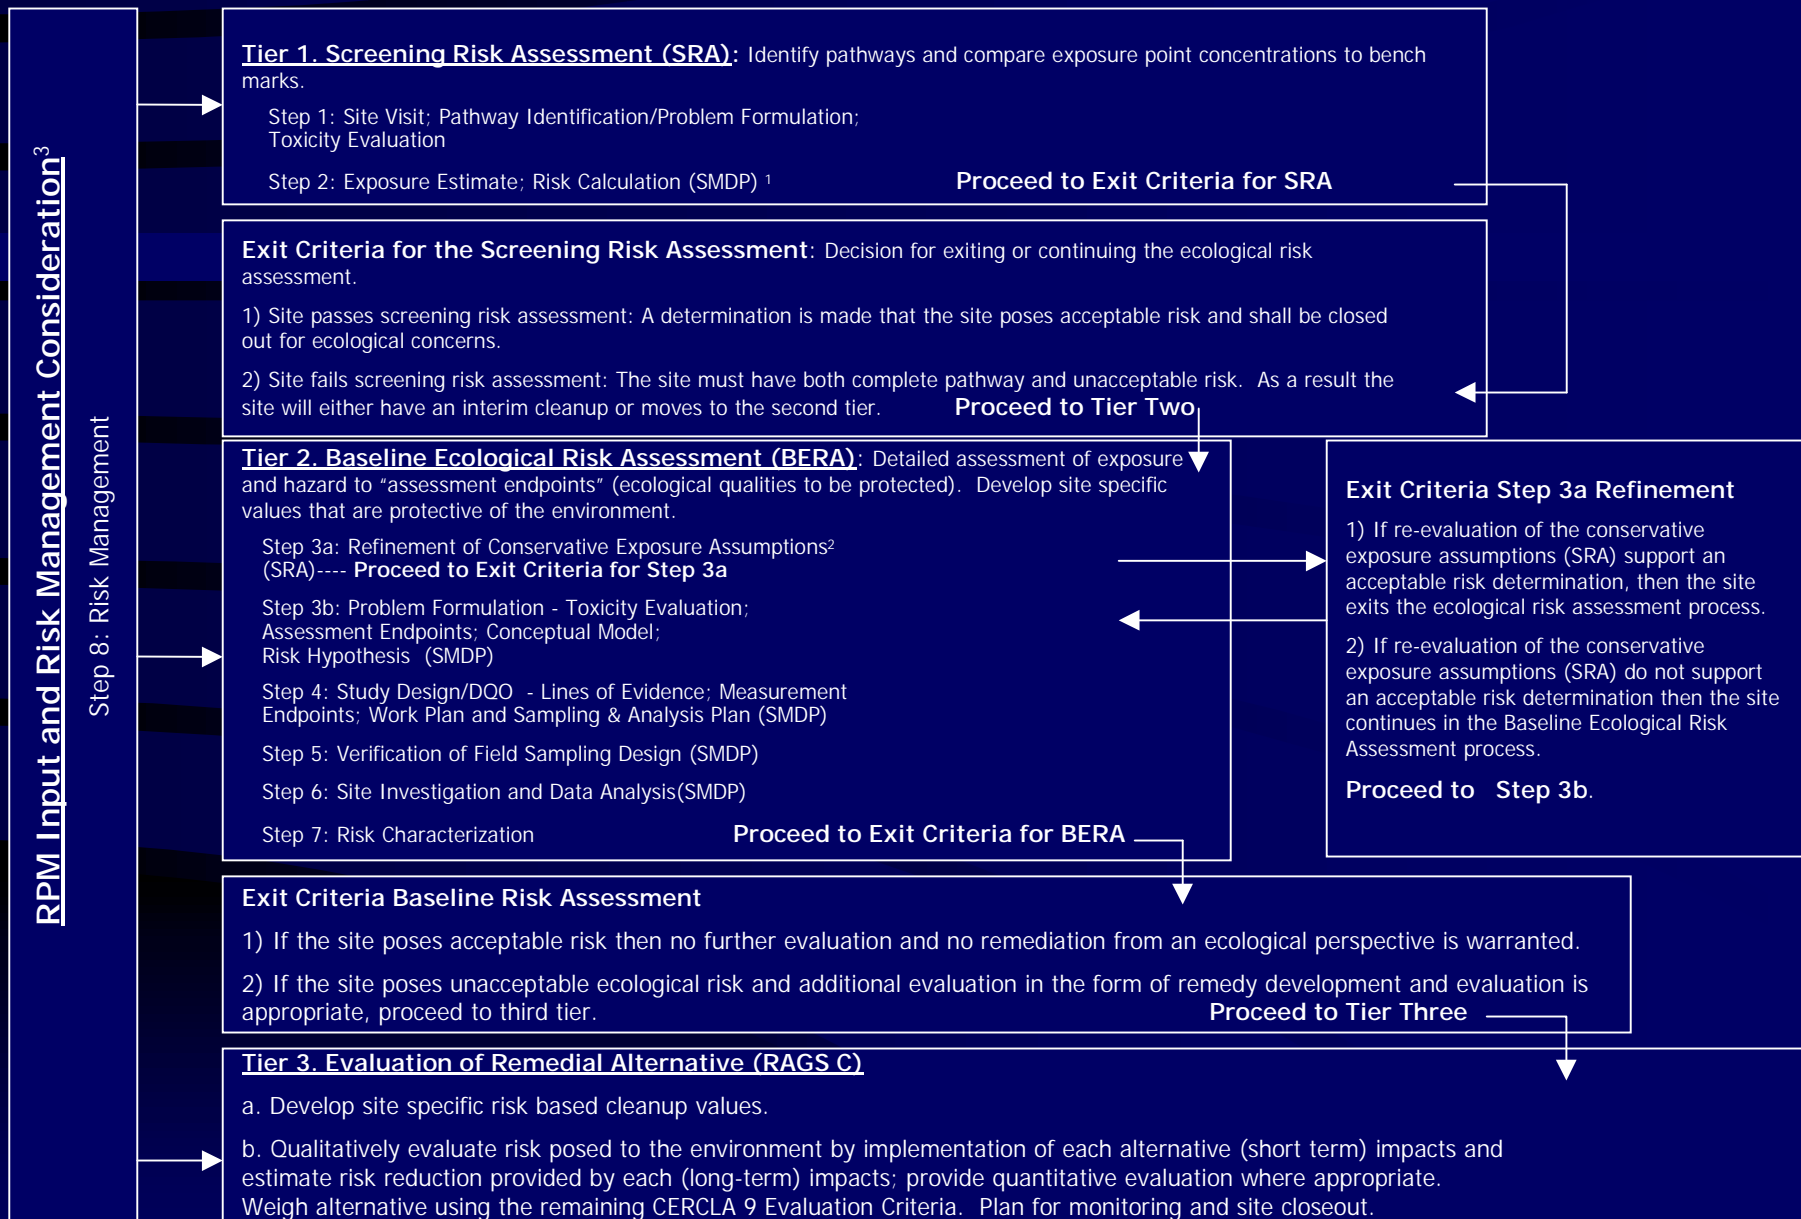 RPM Input and Risk Management Consideration3
Step 8: Risk Management
Tier 1. Screening Risk Assessment (SRA): Identify pathways and compare exposure point concentrations to bench
marks.
Step 1: Site Visit; Pathway Identification/Problem Formulation;
Toxicity Evaluation
Step 2: Exposure Estimate; Risk Calculation (SMDP) 1 Proceed to Exit Criteria for SRA
Exit Criteria for the Screening Risk Assessment: Decision for exiting or continuing the ecological risk
assessment.
1) Site passes screening risk assessment: A determination is made that the site poses acceptable risk and shall be closed
out for ecological concerns.
2) Site fails screening risk assessment: The site must have both complete pathway and unacceptable risk. As a result the
site will either have an interim cleanup or moves to the second tier. Proceed to Tier Two
Tier 2. Baseline Ecological Risk Assessment (BERA): Detailed assessment of exposure
and hazard to "assessment endpoints" (ecological qualities to be protected). Develop site specific
values that are protective of the environment.
Step 3a: Refinement of Conservative Exposure Assumptions2
(SRA)---- Proceed to Exit Criteria for Step 3a
Step 3b: Problem Formulation - Toxicity Evaluation;
Assessment Endpoints; Conceptual Model;
Risk Hypothesis (SMDP)
Step 4: Study Design/DQO - Lines of Evidence; Measurement
Endpoints; Work Plan and Sampling & Analysis Plan (SMDP)
Step 5: Verification of Field Sampling Design (SMDP)
Step 6: Site Investigation and Data Analysis(SMDP)
Step 7: Risk Characterization Proceed to Exit Criteria for BERA
Exit Criteria Step 3a Refinement
1) If re-evaluation of the conservative
exposure assumptions (SRA) support an
acceptable risk determination, then the site
exits the ecological risk assessment process.
2) If re-evaluation of the conservative
exposure assumptions (SRA) do not support
an acceptable risk determination then the site
continues in the Baseline Ecological Risk
Assessment process.
Proceed to Step 3b.
Exit Criteria Baseline Risk Assessment
1) If the site poses acceptable risk then no further evaluation and no remediation from an ecological perspective is warranted.
2) If the site poses unacceptable ecological risk and additional evaluation in the form of remedy development and evaluation is
appropriate, proceed to third tier. Proceed to Tier Three
Tier 3. Evaluation of Remedial Alternative (RAGS C)
a. Develop site specific risk based cleanup values.
b. Qualitatively evaluate risk posed to the environment by implementation of each alternative (short term) impacts and
estimate risk reduction provided by each (long-term) impacts; provide quantitative evaluation where appropriate.
Weigh alternative using the remaining CERCLA 9 Evaluation Criteria. Plan for monitoring and site closeout.